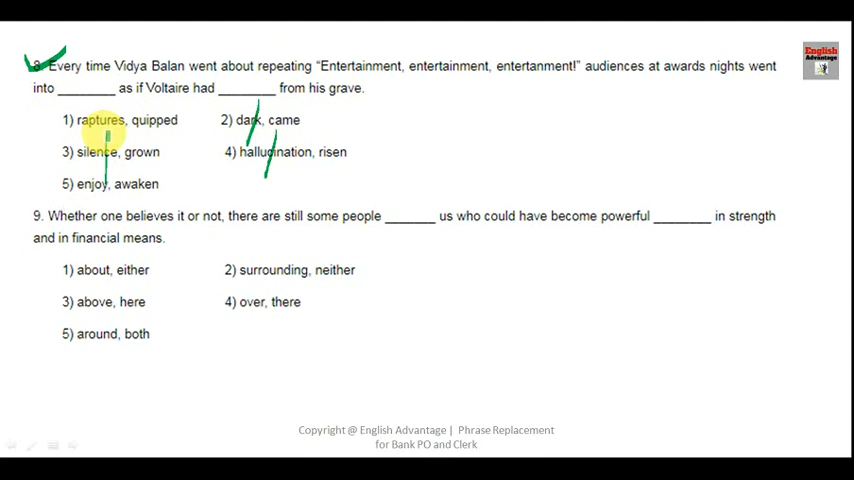 8. Every time Vidya Balan went about repeating “Entertainment, entertainment, entertanment!” audiences at awards nights went
into ________ as if Voltaire had ________ from his grave.
1) raptures, quipped 2) dark, came
3) silence, grown 4) hallucination, risen
5) enjoy, awaken
9. Whether one believes it or not, there are still some people _______ us who could have become powerful ________ in strength
and in financial means.
1) about, either 2) surrounding, neither
3) above, here 4) over, there
5) around, both
English
Advantage
Copyright @ English Advantage | Phrase Replacement
for Bank PO and Clerk